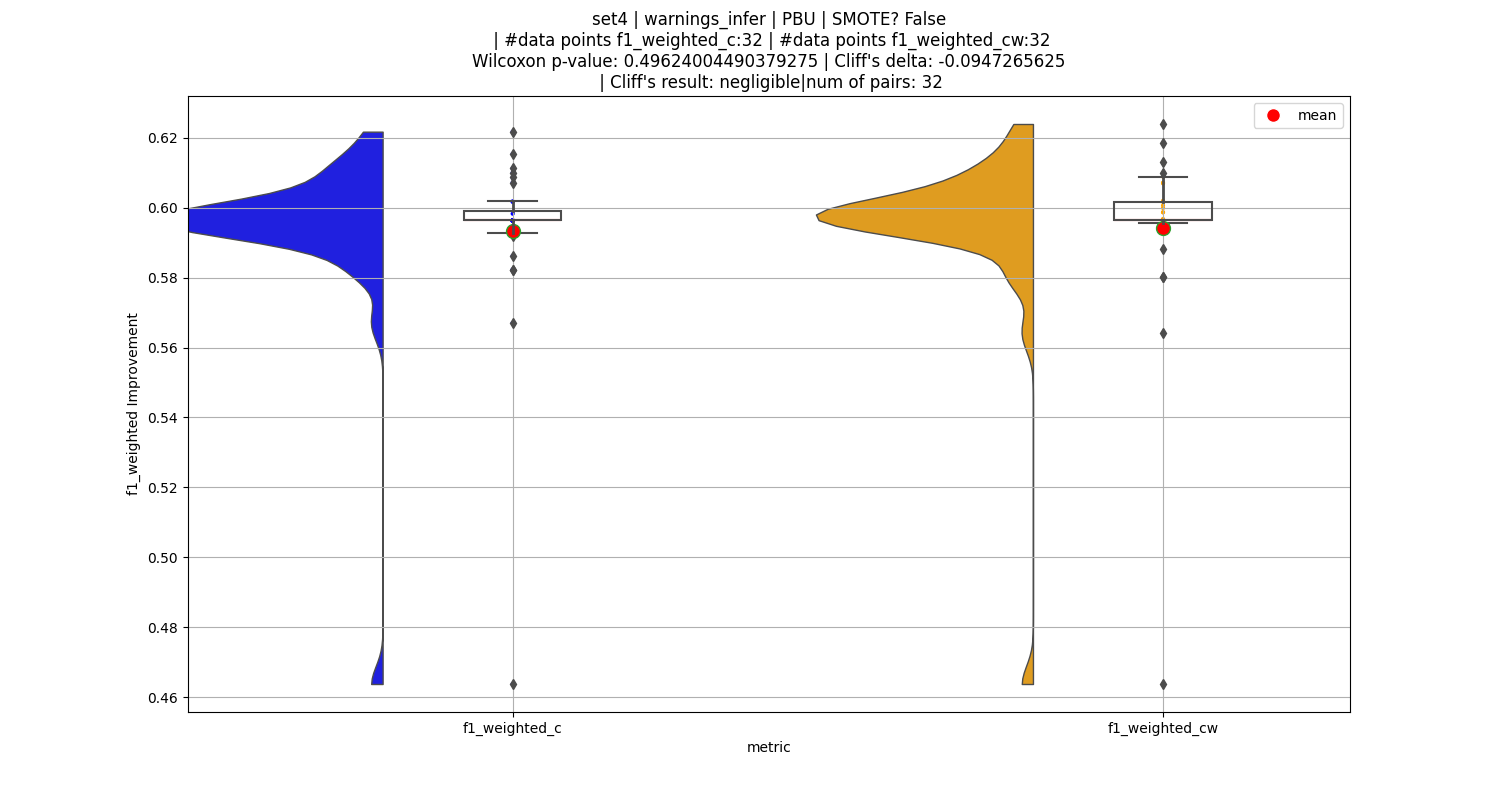 set4 | warnings_infer | PBU | SMOTE? False
| #data points f1_weighted_c:32 | #data points f1_weighted_cw:32
Wilcoxon p-value: 0.49624004490379275 | Cliff's delta: -0.0947265625
| Cliff's result: negligible|num of pairs: 32
mean
0.62
0.60
0.58
0.56
0.54
0.52
0.50
0.48
0.46
f1_weighted Improvement
f1_weighted_c
f1_weighted_cw
metric